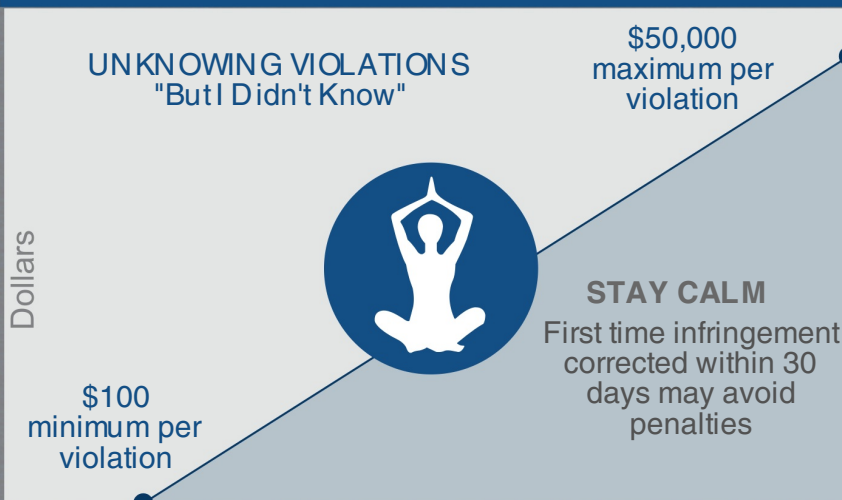 UNKNOWING VIOLATIONS
"But I Didn't Know"
$50,000
maximum per
violation
Dollars
STAY CALM
First time infringement
corrected within 30
days may avoid
penalties
$100
minimum per
violation